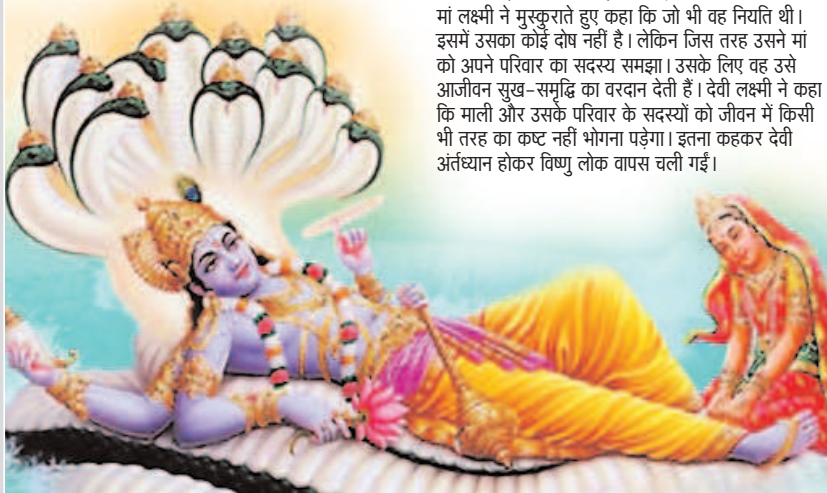 मां लक्ष्मी ने मुस्कुराते हुए कहा कि जो भी वह नियति थी।
इसमें उसका कोई दोष नहीं है। लेकिन जिस तरह उसने मां
को अपने परिवार का सदस्य समझा। उसके लिए वह उसे
आजीवन सुख-समृद्धि का वरदान देती हैं। देवी लक्ष्मी ने कहा
कि माली और उसके परिवार के सदस्यों को जीवन में किसी
भी तरह का कष्ट नहीं भोगना पड़ेगा। इतना कहकर देवी
अंर्तध्यान होकर विष्णु लोक वापस चली गईं।